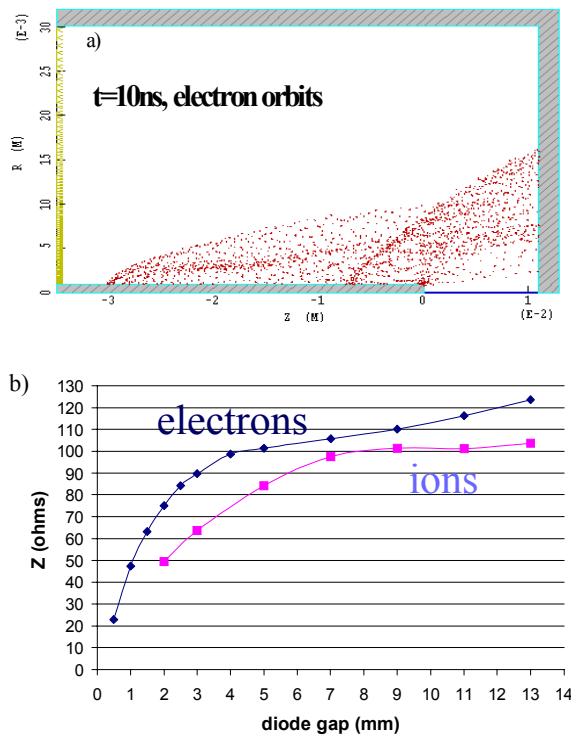 (E-3)
a)
t=10ns, electron orbits
R (M)
30
25
20
15
10
5
0
-3 -2 -1 0 1
Z (M) (E-2)
b)
130
120
110
100
90
80
70
60
50
40
30
20
10
0
electrons
ions
Z (ohms)
0 1 2 3 4 5 6 7 8 9 10 11 12 13 14
diode gap (mm)